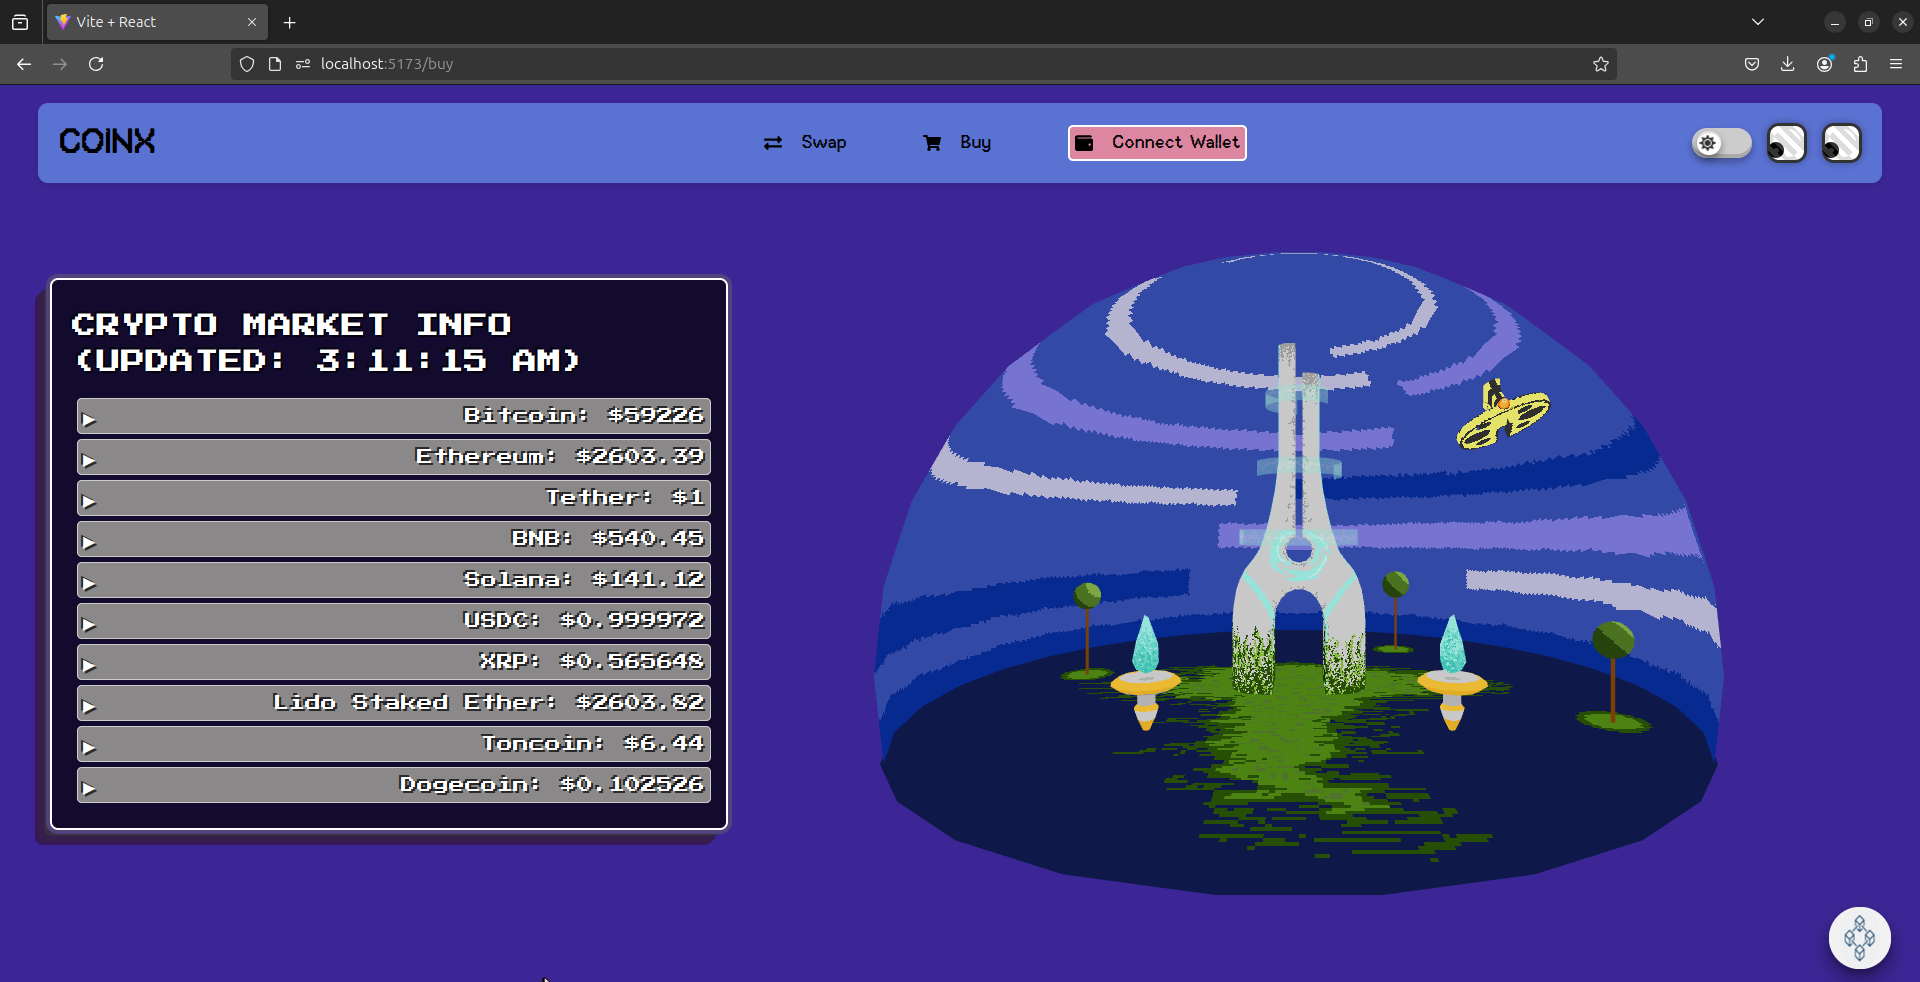 Vite + React
localhost:5173/buy
COINX
Swap
Buy
Connect Wallet
CRYPTO MARKET INFO
(UPDATED: 3:11:15 AM)
Bitcoin: $59226
Ethereum: $2603.39
Tether: $1
BNB: $540.45
Solana: $141.12
USDC: $0.999972
XRP: $0.565648
Lido Staked Ether: $2603.82
Toncoin: $6.44
Dogecoin: $0.102526